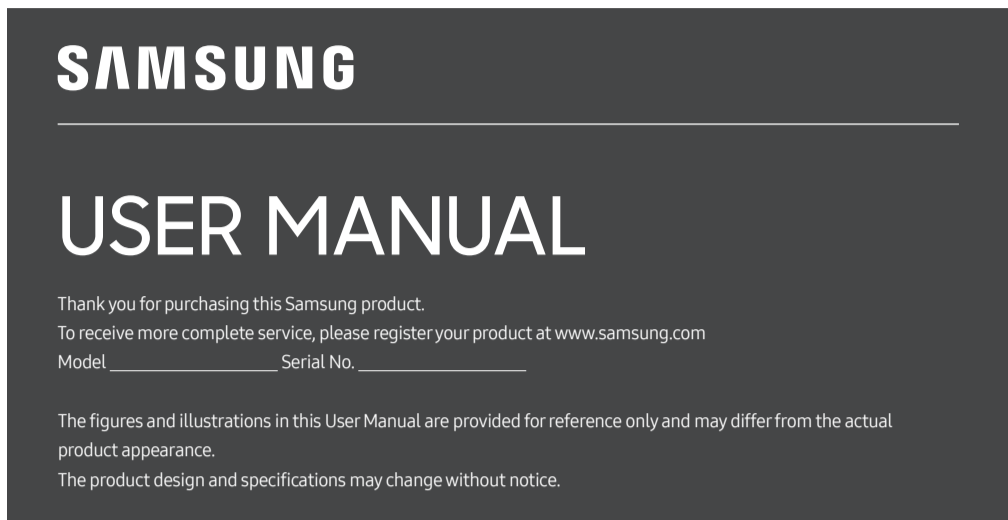 SAMSUNG
USER MANUAL
Thank you for purchasing this Samsung product.
To receive more complete service, please register your product at www.samsung.com
Model __________________ Serial No. __________________
The figures and illustrations in this User Manual are provided for reference only and may differ from the actual
product appearance.
The product design and specifications may change without notice.